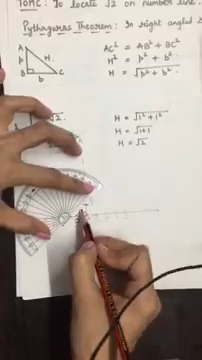 TOPIC: To locate √2 on number line.
Pythagoras Theorem: In right angled
A
p
H
B
b
C
AC² = AB² + BC²
H² = p² + b²
H = √p² + b²
√2.
H = √1² + 1²
H = √1+1
H = √2